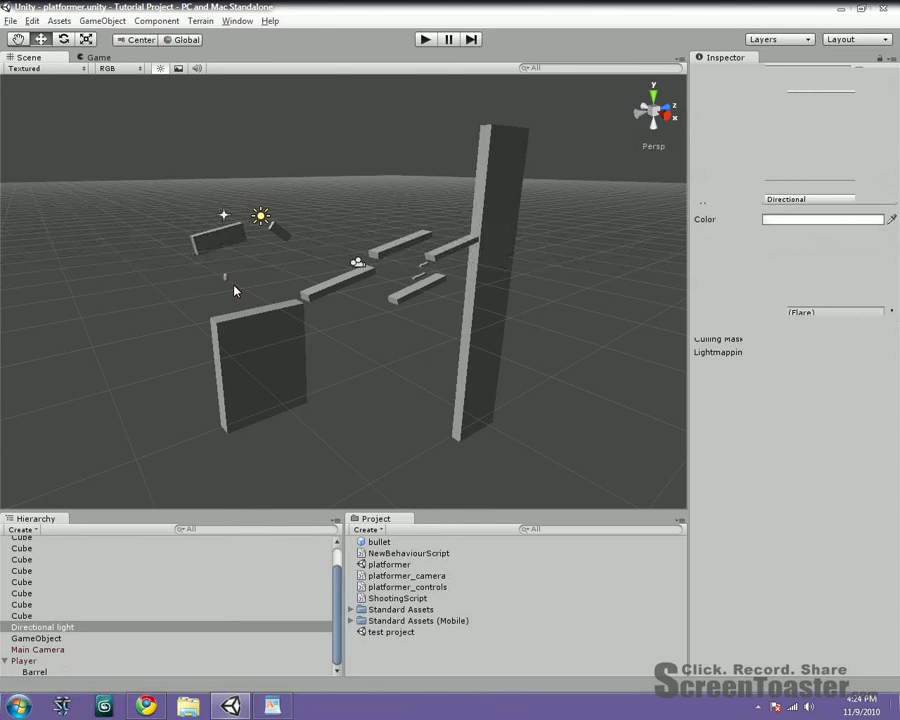 Unity - platformer.unity - Tutorial Project - PC and Mac Standalone
File Edit Assets GameObject Component Terrain Window Help
Center Global Layers Layout
Scene Game Inspector
Textured RGB All
y
z
x
Persp
Directional
Color
(Flare)
Culling Mask
Lightmappin
Hierarchy
Create All
Cube
Cube
Cube
Cube
Cube
Cube
Cube
Cube
Directional light
GameObject
Main Camera
Player
Barrel
Project
Create All
bullet
NewBehaviourScript
platformer
platformer_camera
platformer_controls
ShootingScript
Standard Assets
Standard Assets (Mobile)
test project
Click. Record. Share
ScreenToaster
4:24 PM
11/9/2010